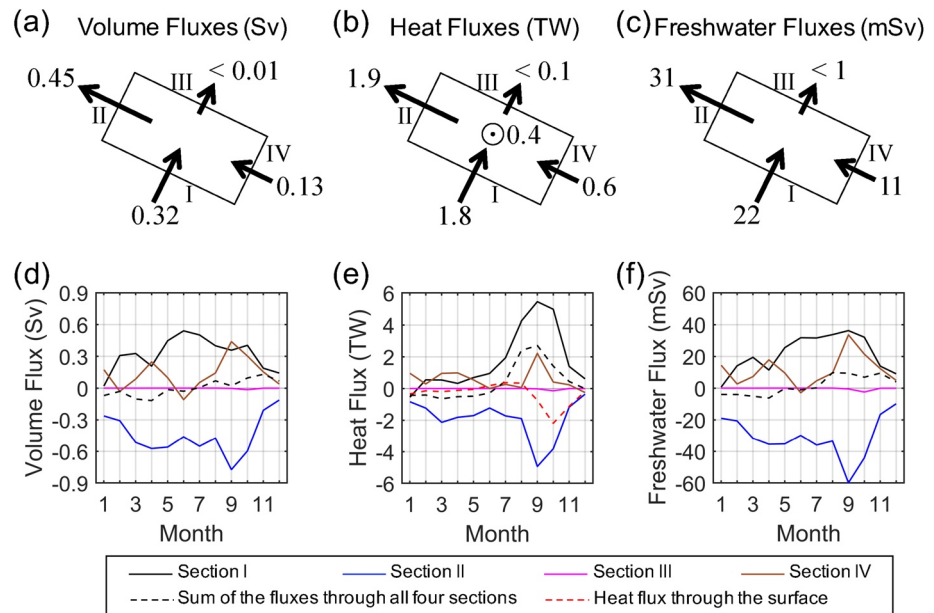 (a) Volume Fluxes (Sv) (b) Heat Fluxes (TW) (c) Freshwater Fluxes (mSv)
0.45 III < 0.01 1.9 III < 0.1 31 III < 1
II II 0.4 II
IV IV IV
I 0.13 I 0.6 I 11
0.32 1.8 22
(d) (e) (f)
Volume Flux (Sv)
0.9
0.6
0.3
0
-0.3
-0.6
-0.9
1 3 5 7 9 11
Month
Heat Flux (TW)
6
4
2
0
-2
-4
-6
1 3 5 7 9 11
Month
Freshwater Flux (mSv)
60
40
20
0
-20
-40
-60
1 3 5 7 9 11
Month
Section I Section II Section III Section IV
Sum of the fluxes through all four sections Heat flux through the surface